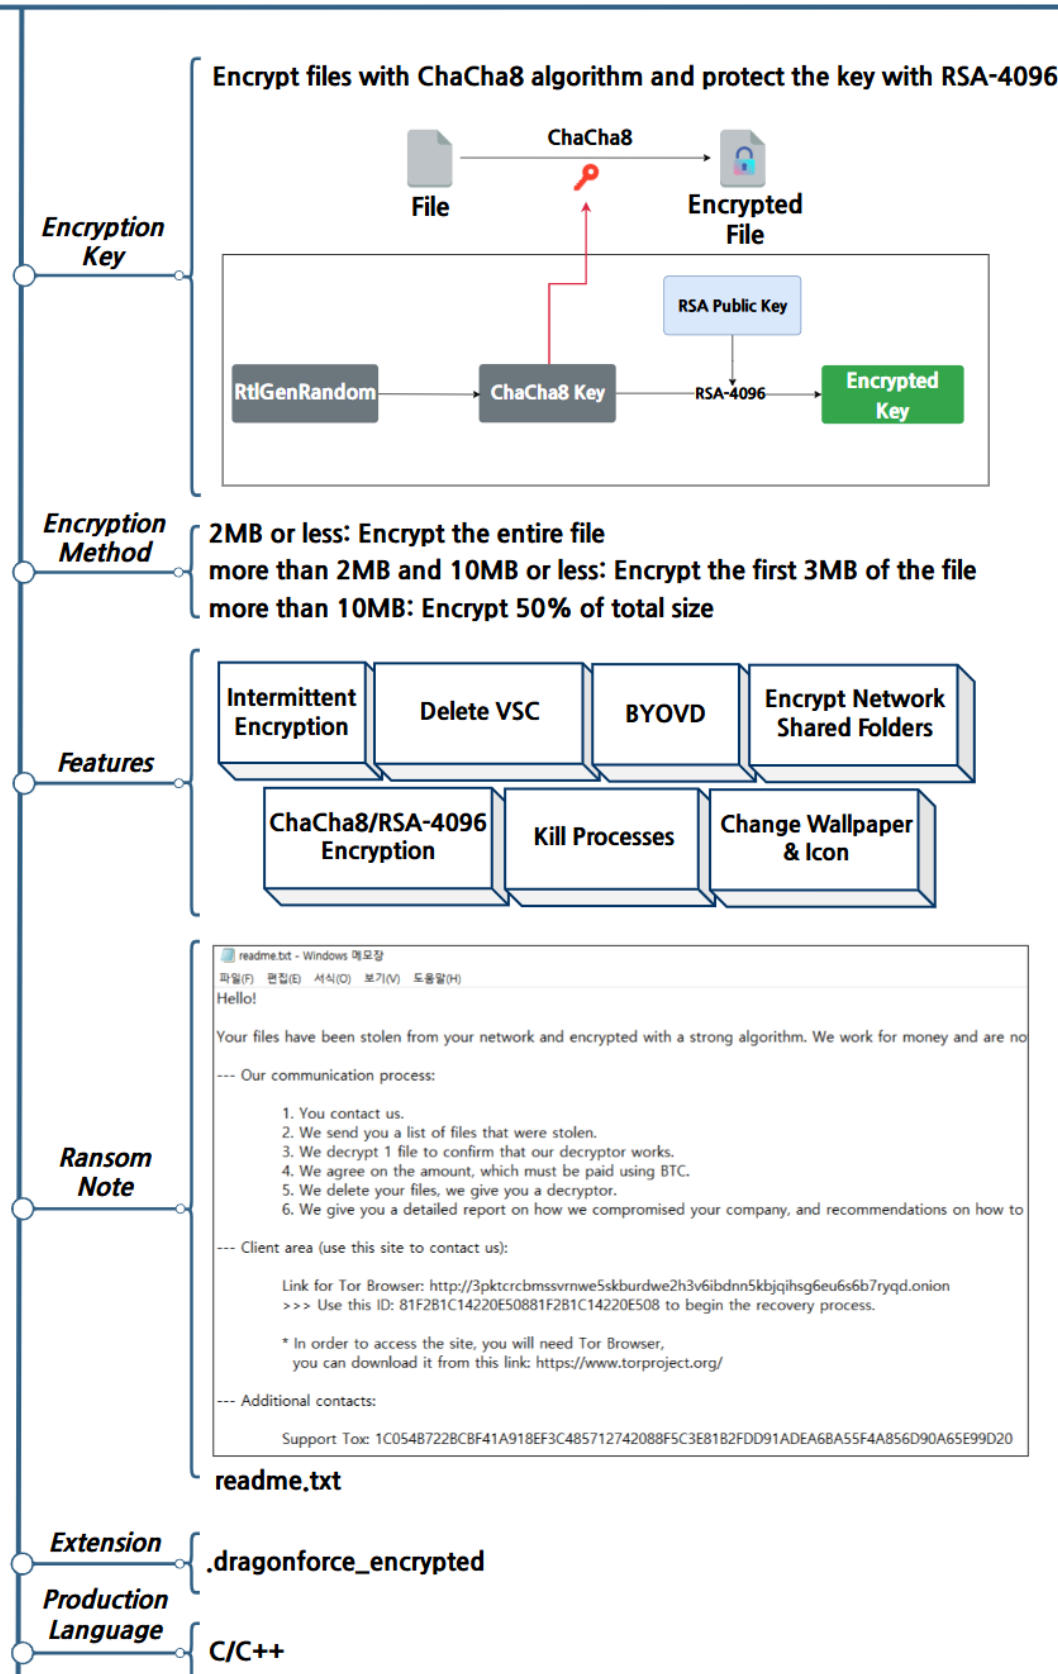 Encrypt files with ChaCha8 algorithm and protect the key with RSA-4096
ChaCha8
File
Encrypted
File
Encryption
Key
RSA Public Key
RtlGenRandom
ChaCha8 Key
RSA-4096
Encrypted
Key
Encryption
Method
2MB or less: Encrypt the entire file
more than 2MB and 10MB or less: Encrypt the first 3MB of the file
more than 10MB: Encrypt 50% of total size
Features
Intermittent
Encryption
Delete VSC
BYOVD
Encrypt Network
Shared Folders
ChaCha8/RSA-4096
Encryption
Kill Processes
Change Wallpaper
& Icon
Ransom
Note
readme.txt - Windows 메모장
파일(F) 편집(E) 서식(O) 보기(V) 도움말(H)
Hello!
Your files have been stolen from your network and encrypted with a strong algorithm. We work for money and are no
--- Our communication process:
1. You contact us.
2. We send you a list of files that were stolen.
3. We decrypt 1 file to confirm that our decryptor works.
4. We agree on the amount, which must be paid using BTC.
5. We delete your files, we give you a decryptor.
6. We give you a detailed report on how we compromised your company, and recommendations on how to
--- Client area (use this site to contact us):
Link for Tor Browser: http://3pktcrcbmssvrnwe5skburdwe2h3v6ibdnn5kbjqihsg6eu6s6b7ryqd.onion
>>> Use this ID: 81F2B1C14220E50881F2B1C14220E508 to begin the recovery process.
* In order to access the site, you will need Tor Browser,
you can download it from this link: https://www.torproject.org/
--- Additional contacts:
Support Tox: 1C054B722BCBF41A918EF3C485712742088F5C3E81B2FDD91ADEA6BA55F4A856D90A65E99D20
readme.txt
Extension
.dragonforce_encrypted
Production
Language
C/C++